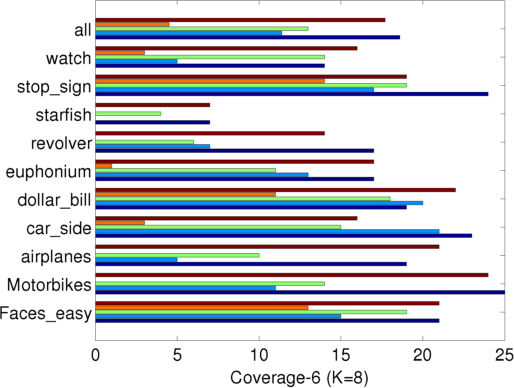 all
watch
stop_sign
starfish
revolver
euphonium
dollar_bill
car_side
airplanes
Motorbikes
Faces_easy
0 5 10 15 20 25
Coverage-6 (K=8)